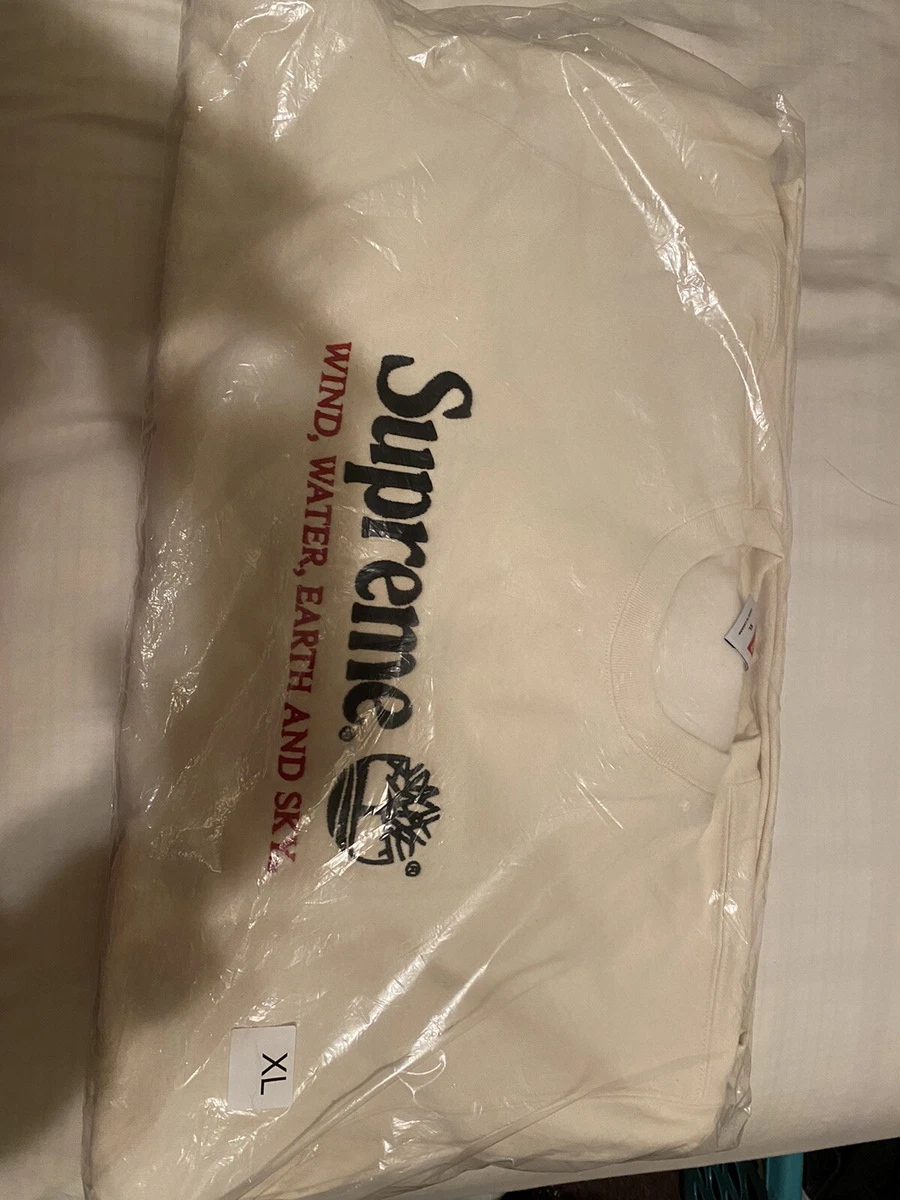 Supreme®
®
WIND, WATER, EARTH AND SKY
XL